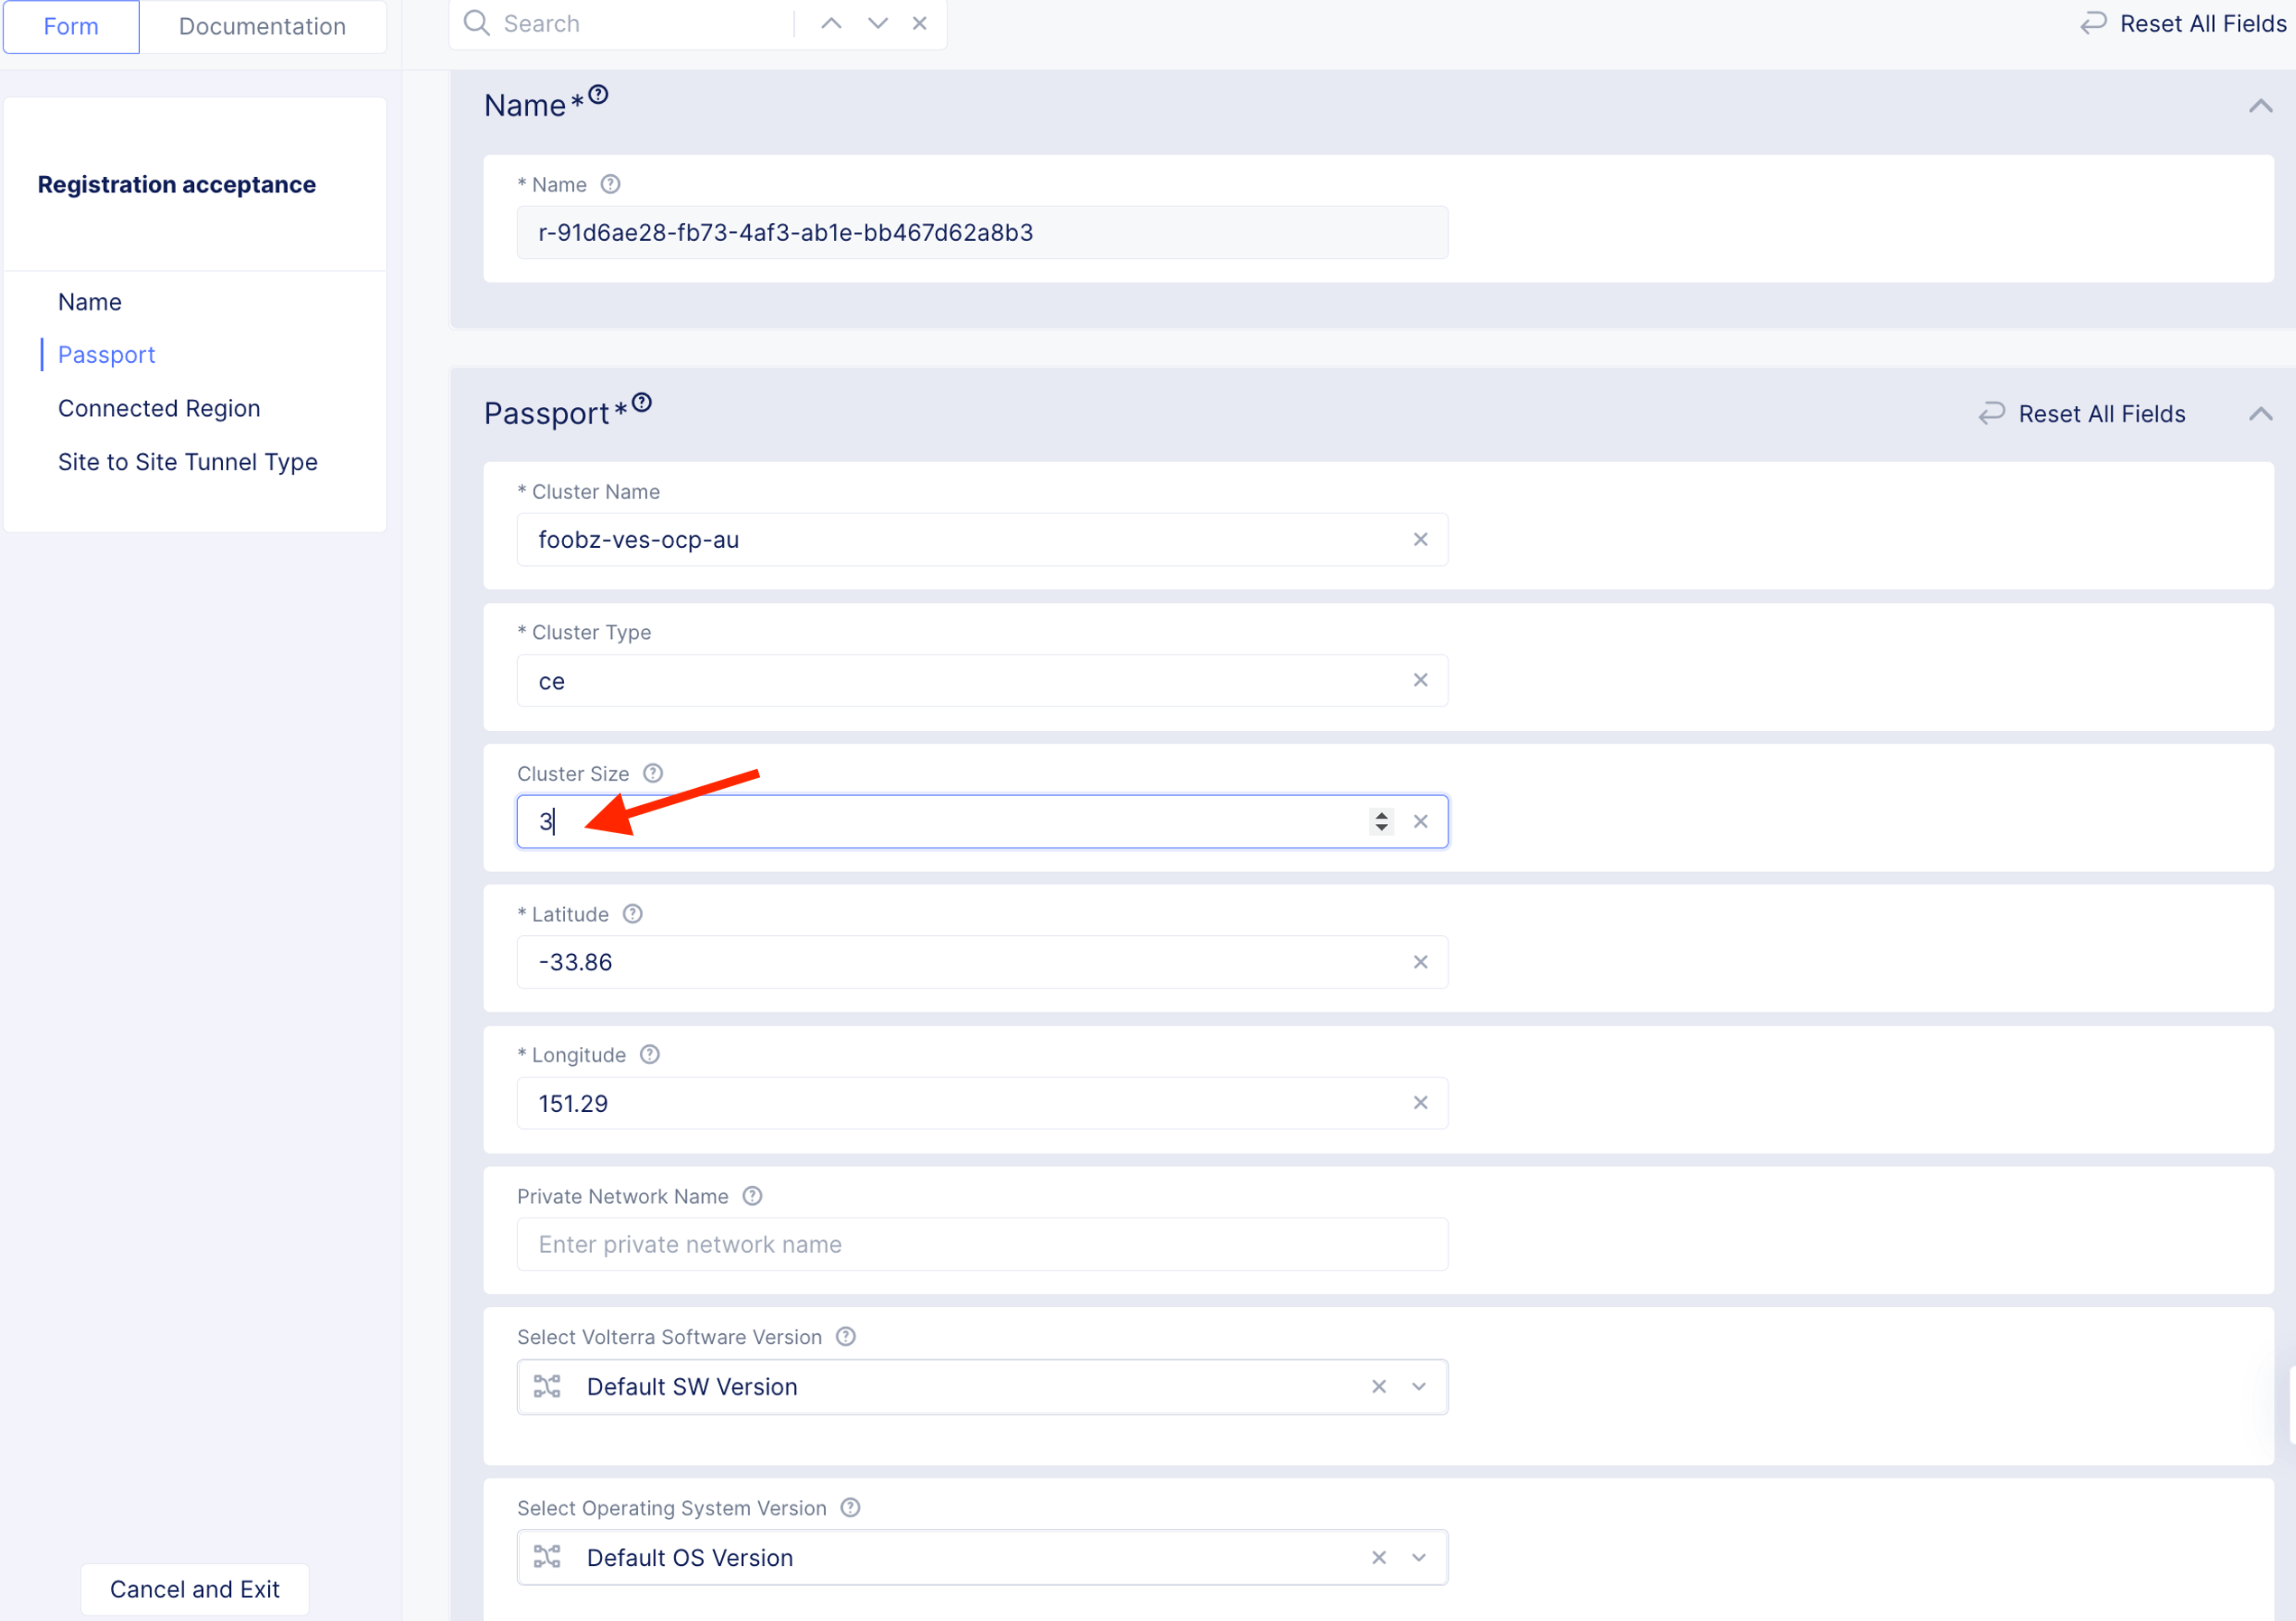 Form
Documentation
Search
Reset All Fields
Registration acceptance
Name
Passport
Connected Region
Site to Site Tunnel Type
Cancel and Exit
Name*
* Name
r-91d6ae28-fb73-4af3-ab1e-bb467d62a8b3
Passport*
Reset All Fields
* Cluster Name
foobz-ves-ocp-au
* Cluster Type
ce
Cluster Size
3
* Latitude
-33.86
* Longitude
151.29
Private Network Name
Enter private network name
Select Volterra Software Version
Default SW Version
Select Operating System Version
Default OS Version